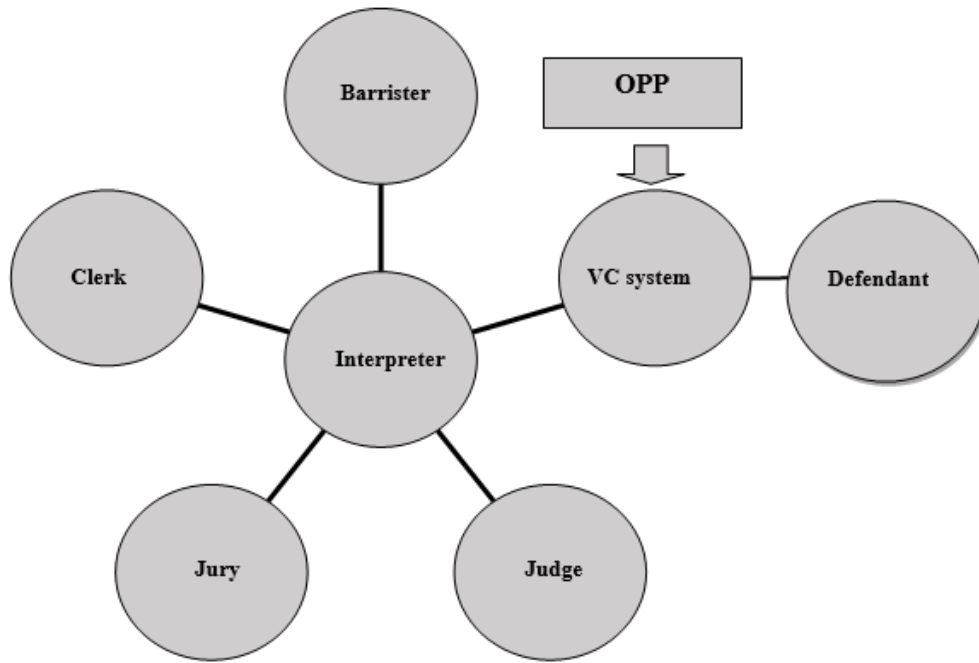 Barrister
OPP
Clerk
VC system
Defendant
Interpreter
Jury
Judge